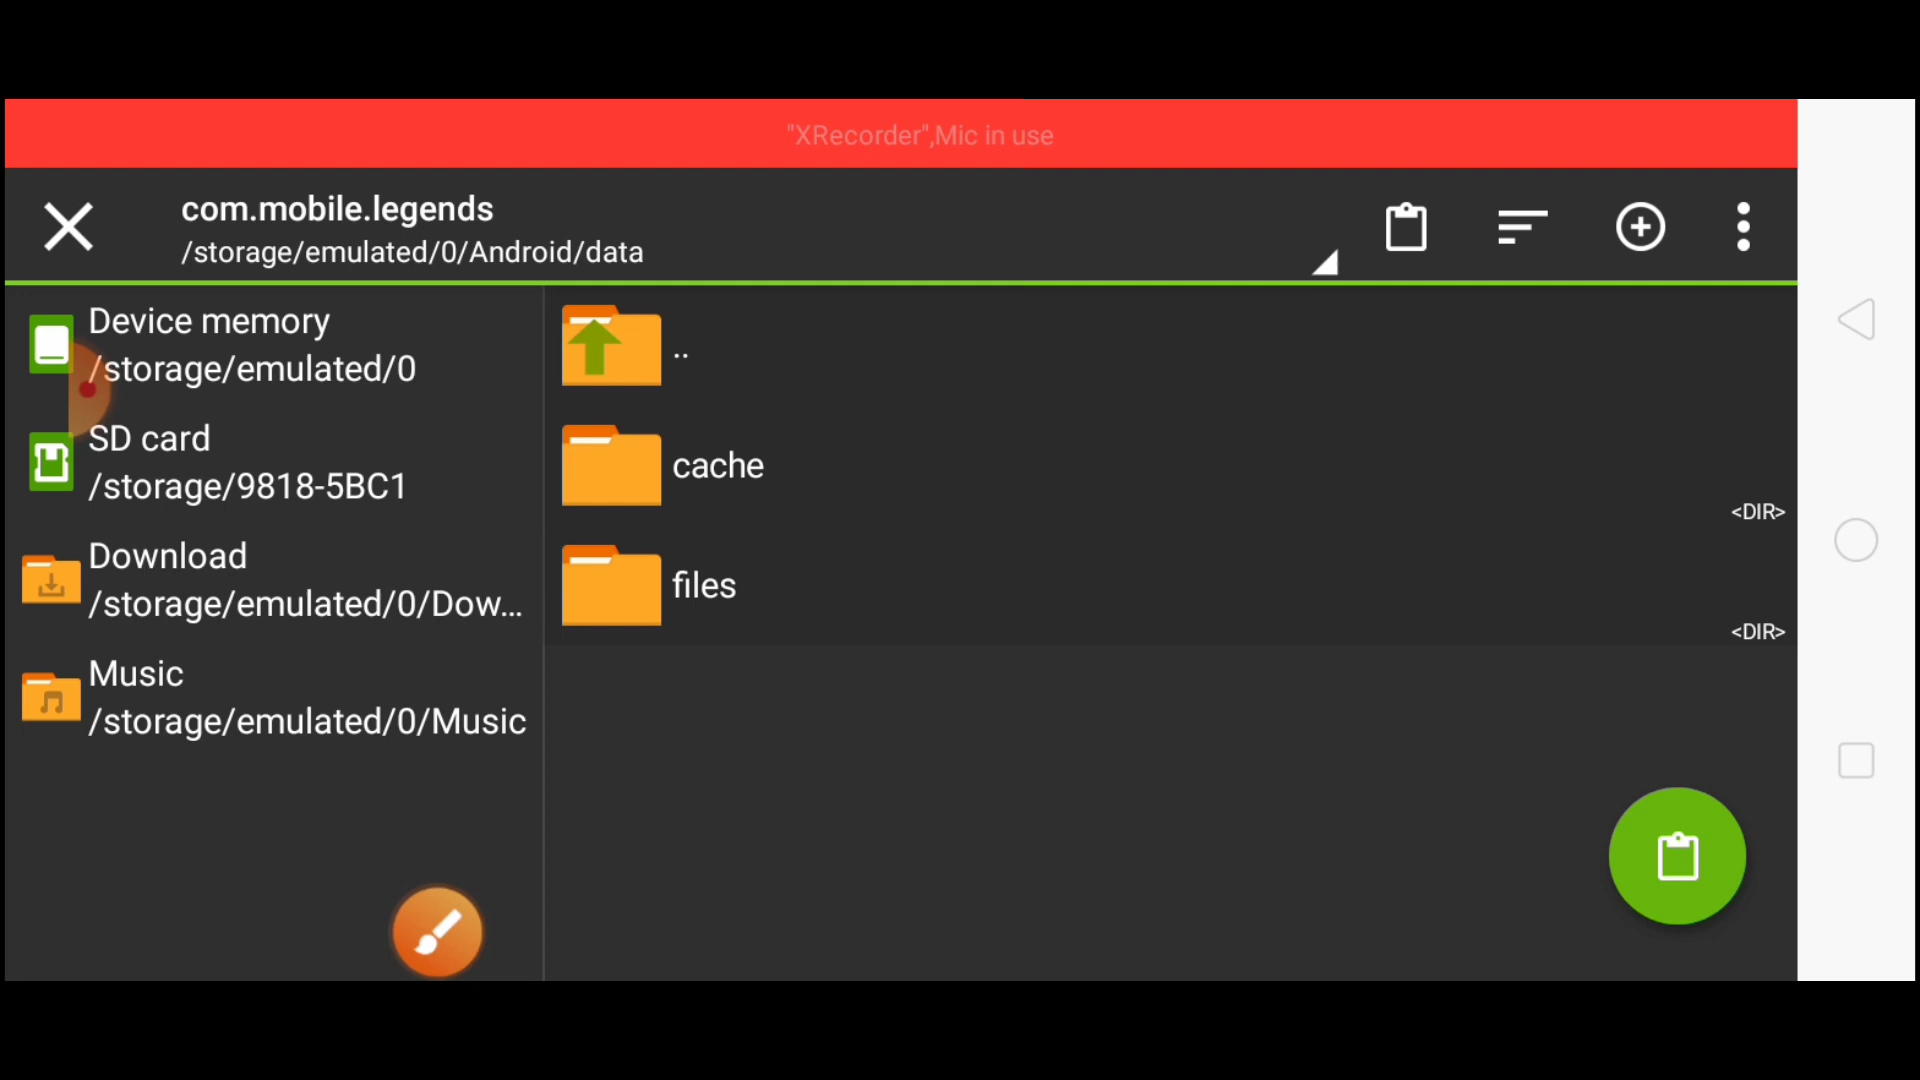 "XRecorder",Mic in use
com.mobile.legends
/storage/emulated/0/Android/data
Device memory
/storage/emulated/0
SD card
/storage/9818-5BC1
Download
/storage/emulated/0/Dow...
Music
/storage/emulated/0/Music
..
cache
<DIR>
files
<DIR>